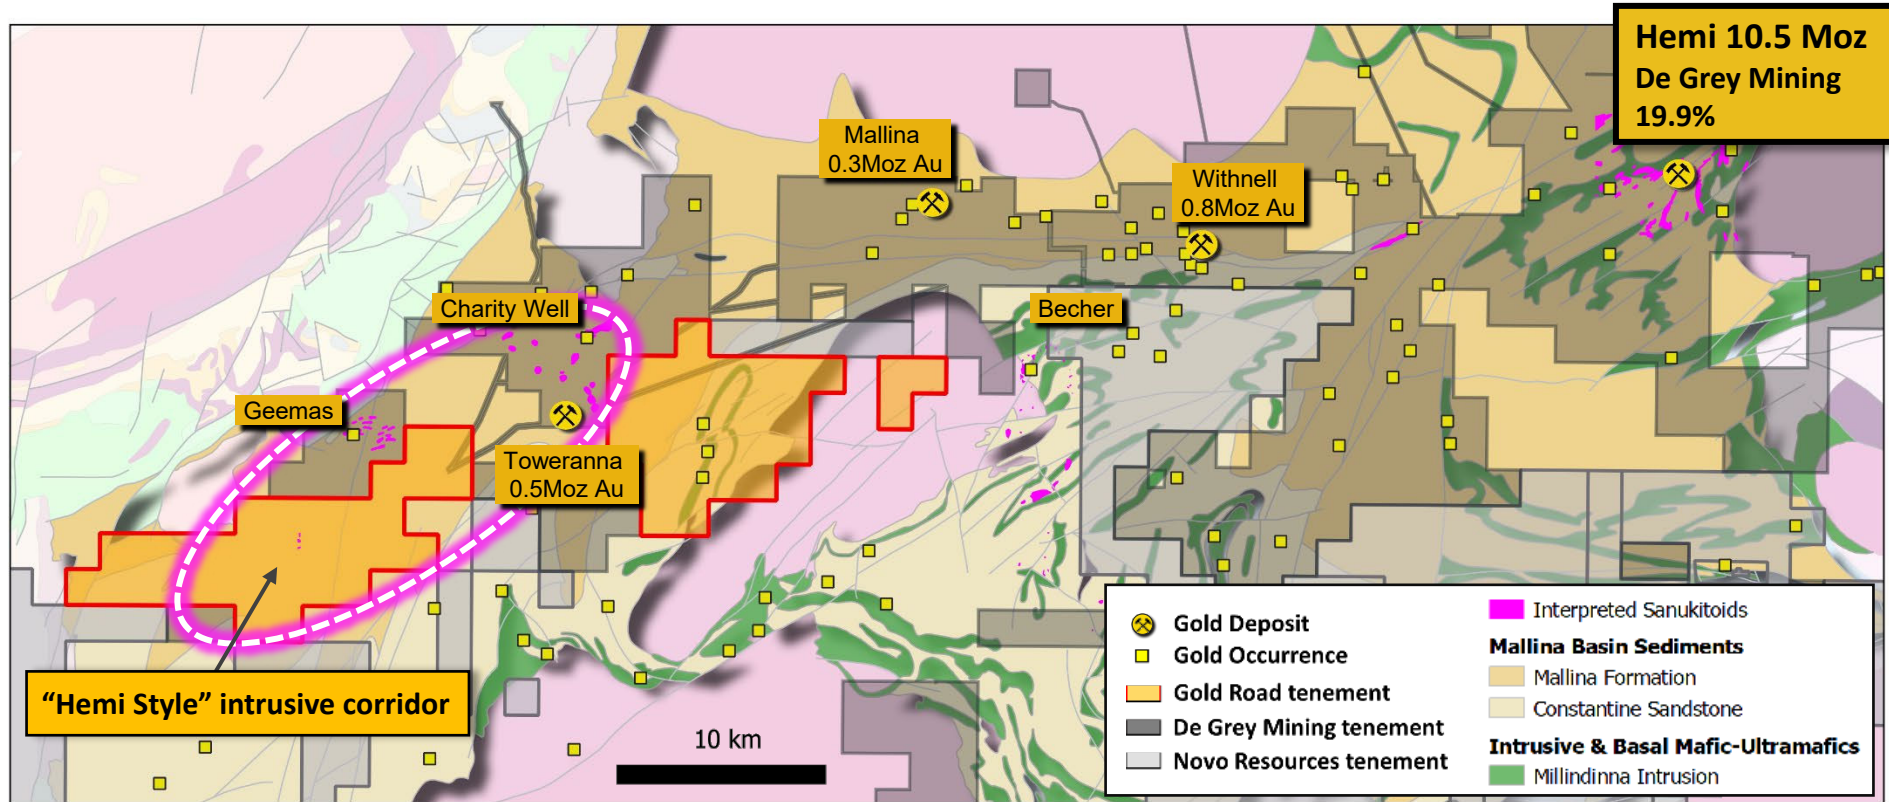 Hemi 10.5 Moz
De Grey Mining
19.9%
Mallina
0.3Moz Au
Withnell
0.8Moz Au
Charity Well
Becher
Geemas
Toweranna
0.5Moz Au
“Hemi Style” intrusive corridor
10 km
Gold Deposit
Gold Occurrence
Gold Road tenement
De Grey Mining tenement
Novo Resources tenement
Interpreted Sanukitoids
Mallina Basin Sediments
Mallina Formation
Constantine Sandstone
Intrusive & Basal Mafic-Ultramafics
Millindinna Intrusion